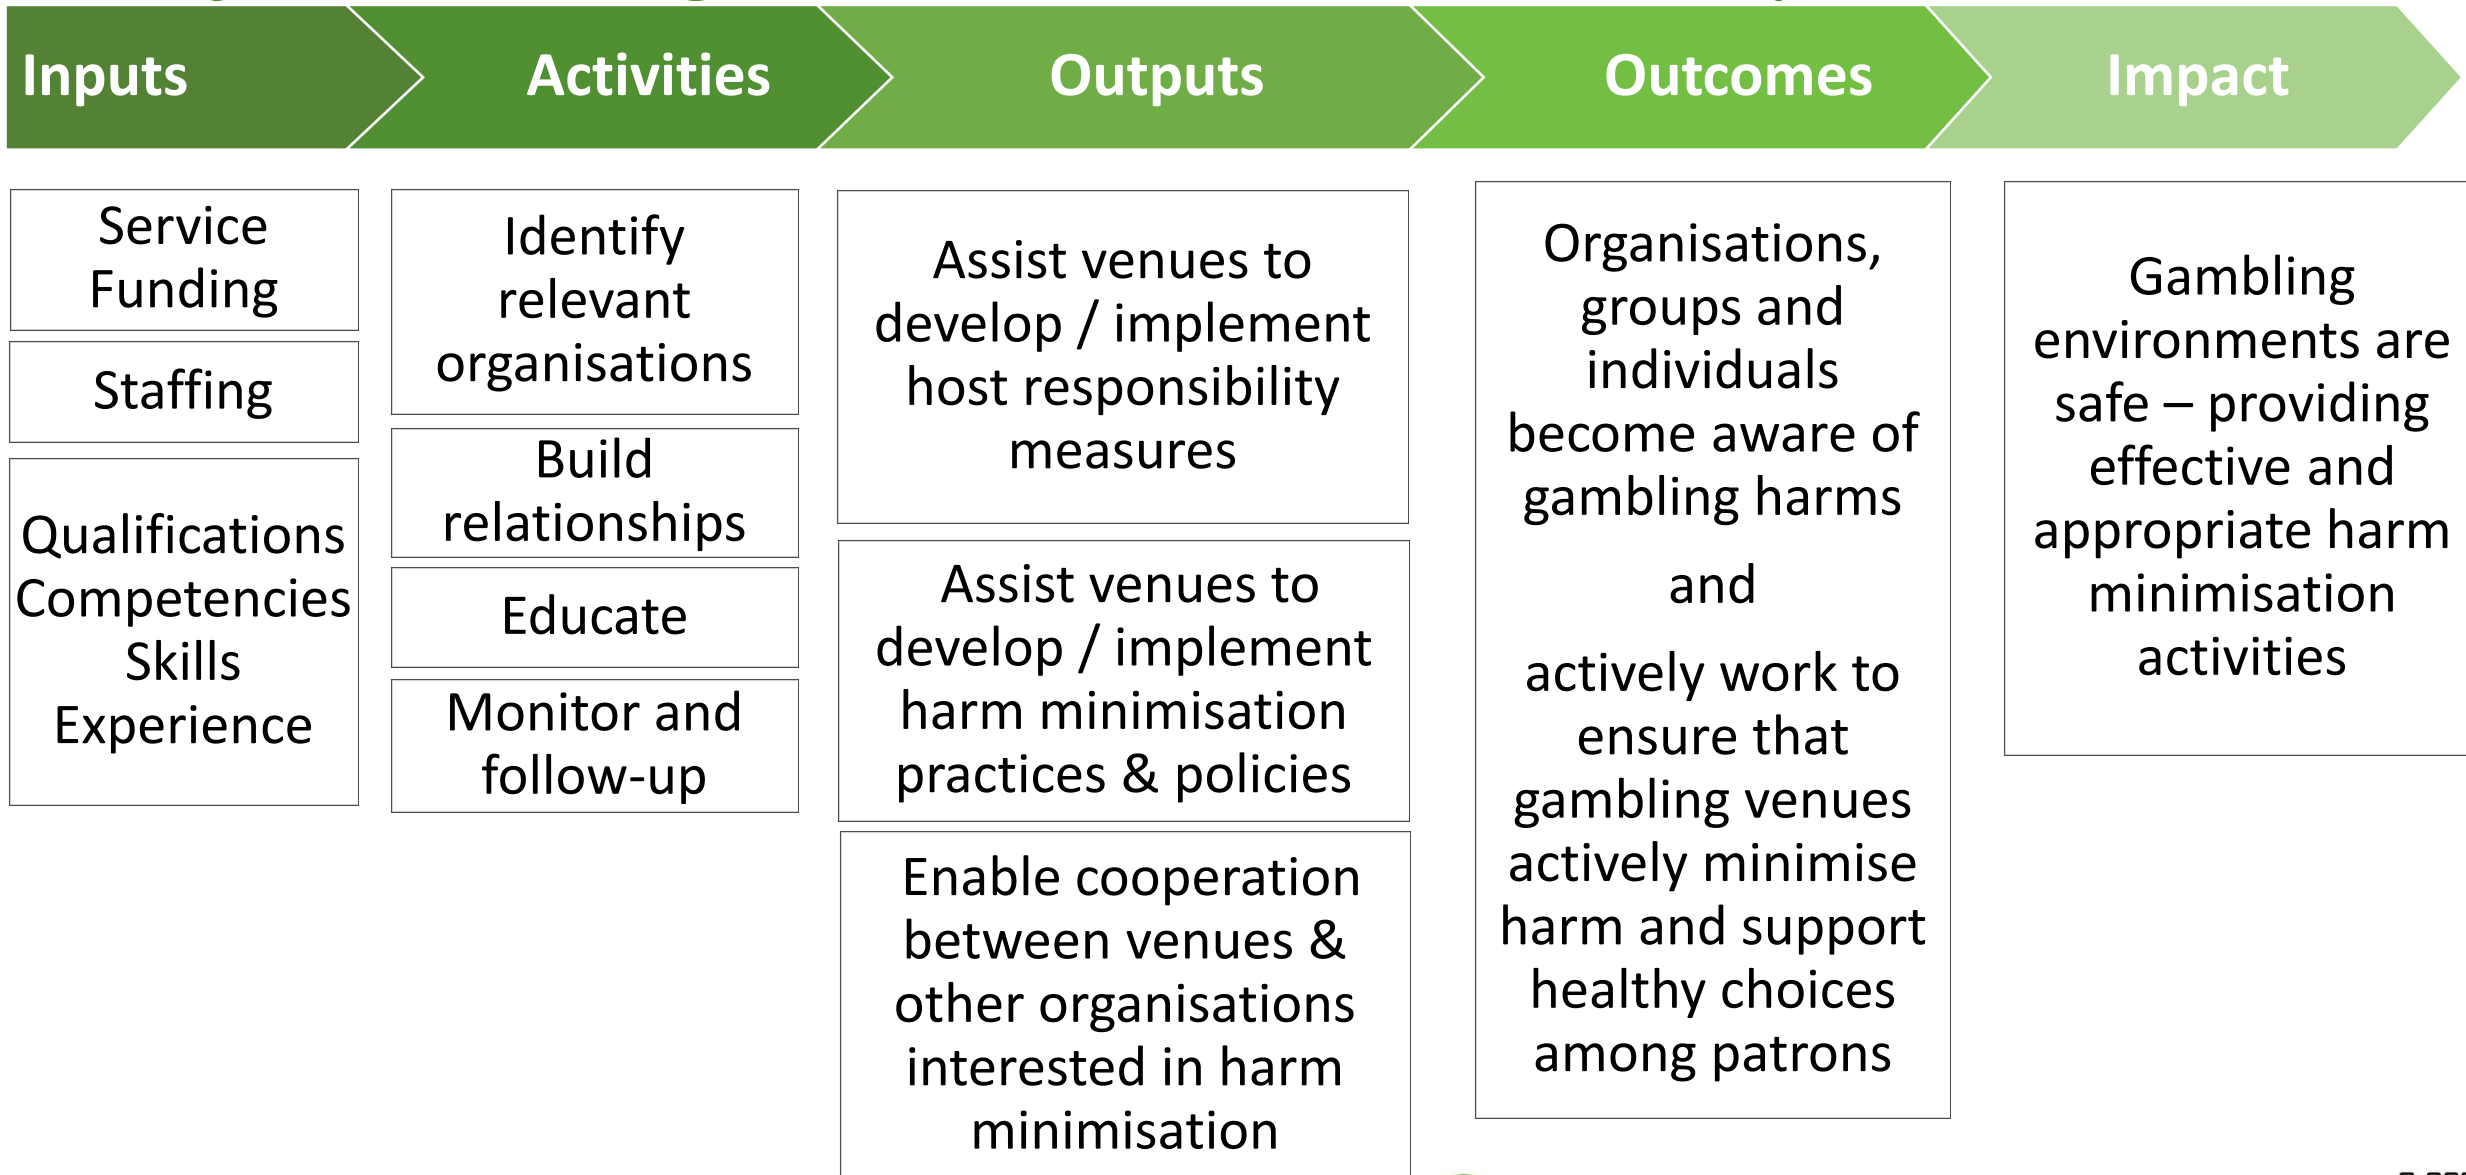 Inputs
Activities
Outputs
Outcomes
Impact
Service
Funding
Staffing
Qualifications
Competencies
Skills
Experience
Identify
relevant
organisations
Build
relationships
Educate
Monitor and
follow-up
Assist venues to
develop / implement
host responsibility
measures
Assist venues to
develop / implement
harm minimisation
practices & policies
Enable cooperation
between venues &
other organisations
interested in harm
minimisation
Organisations,
groups and
individuals
become aware of
gambling harms
and
actively work to
ensure that
gambling venues
actively minimise
harm and support
healthy choices
among patrons
Gambling
environments are
safe – providing
effective and
appropriate harm
minimisation
activities